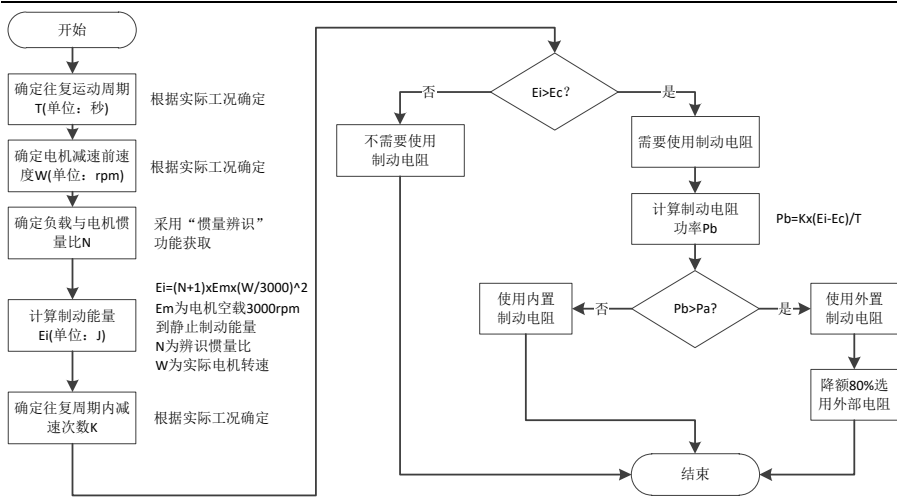 开始
确定往复运动周期
T(单位：秒)
根据实际工况确定
确定电机减速前速
度W(单位：rpm)
根据实际工况确定
确定负载与电机惯
量比N
采用“惯量辨识”
功能获取
计算制动能量
Ei(单位：J)
Ei=(N+1)xEmx(W/3000)^2
Em为电机空载3000rpm
到静止制动能量
N为辨识惯量比
W为实际电机转速
确定往复周期内减
速次数K
根据实际工况确定
Ei>Ec？
否
是
不需要使用
制动电阻
需要使用制动电阻
计算制动电阻
功率Pb
Pb=Kx(Ei-Ec)/T
Pb>Pa?
否
是
使用内置
制动电阻
使用外置
制动电阻
降额80%选
用外部电阻
结束